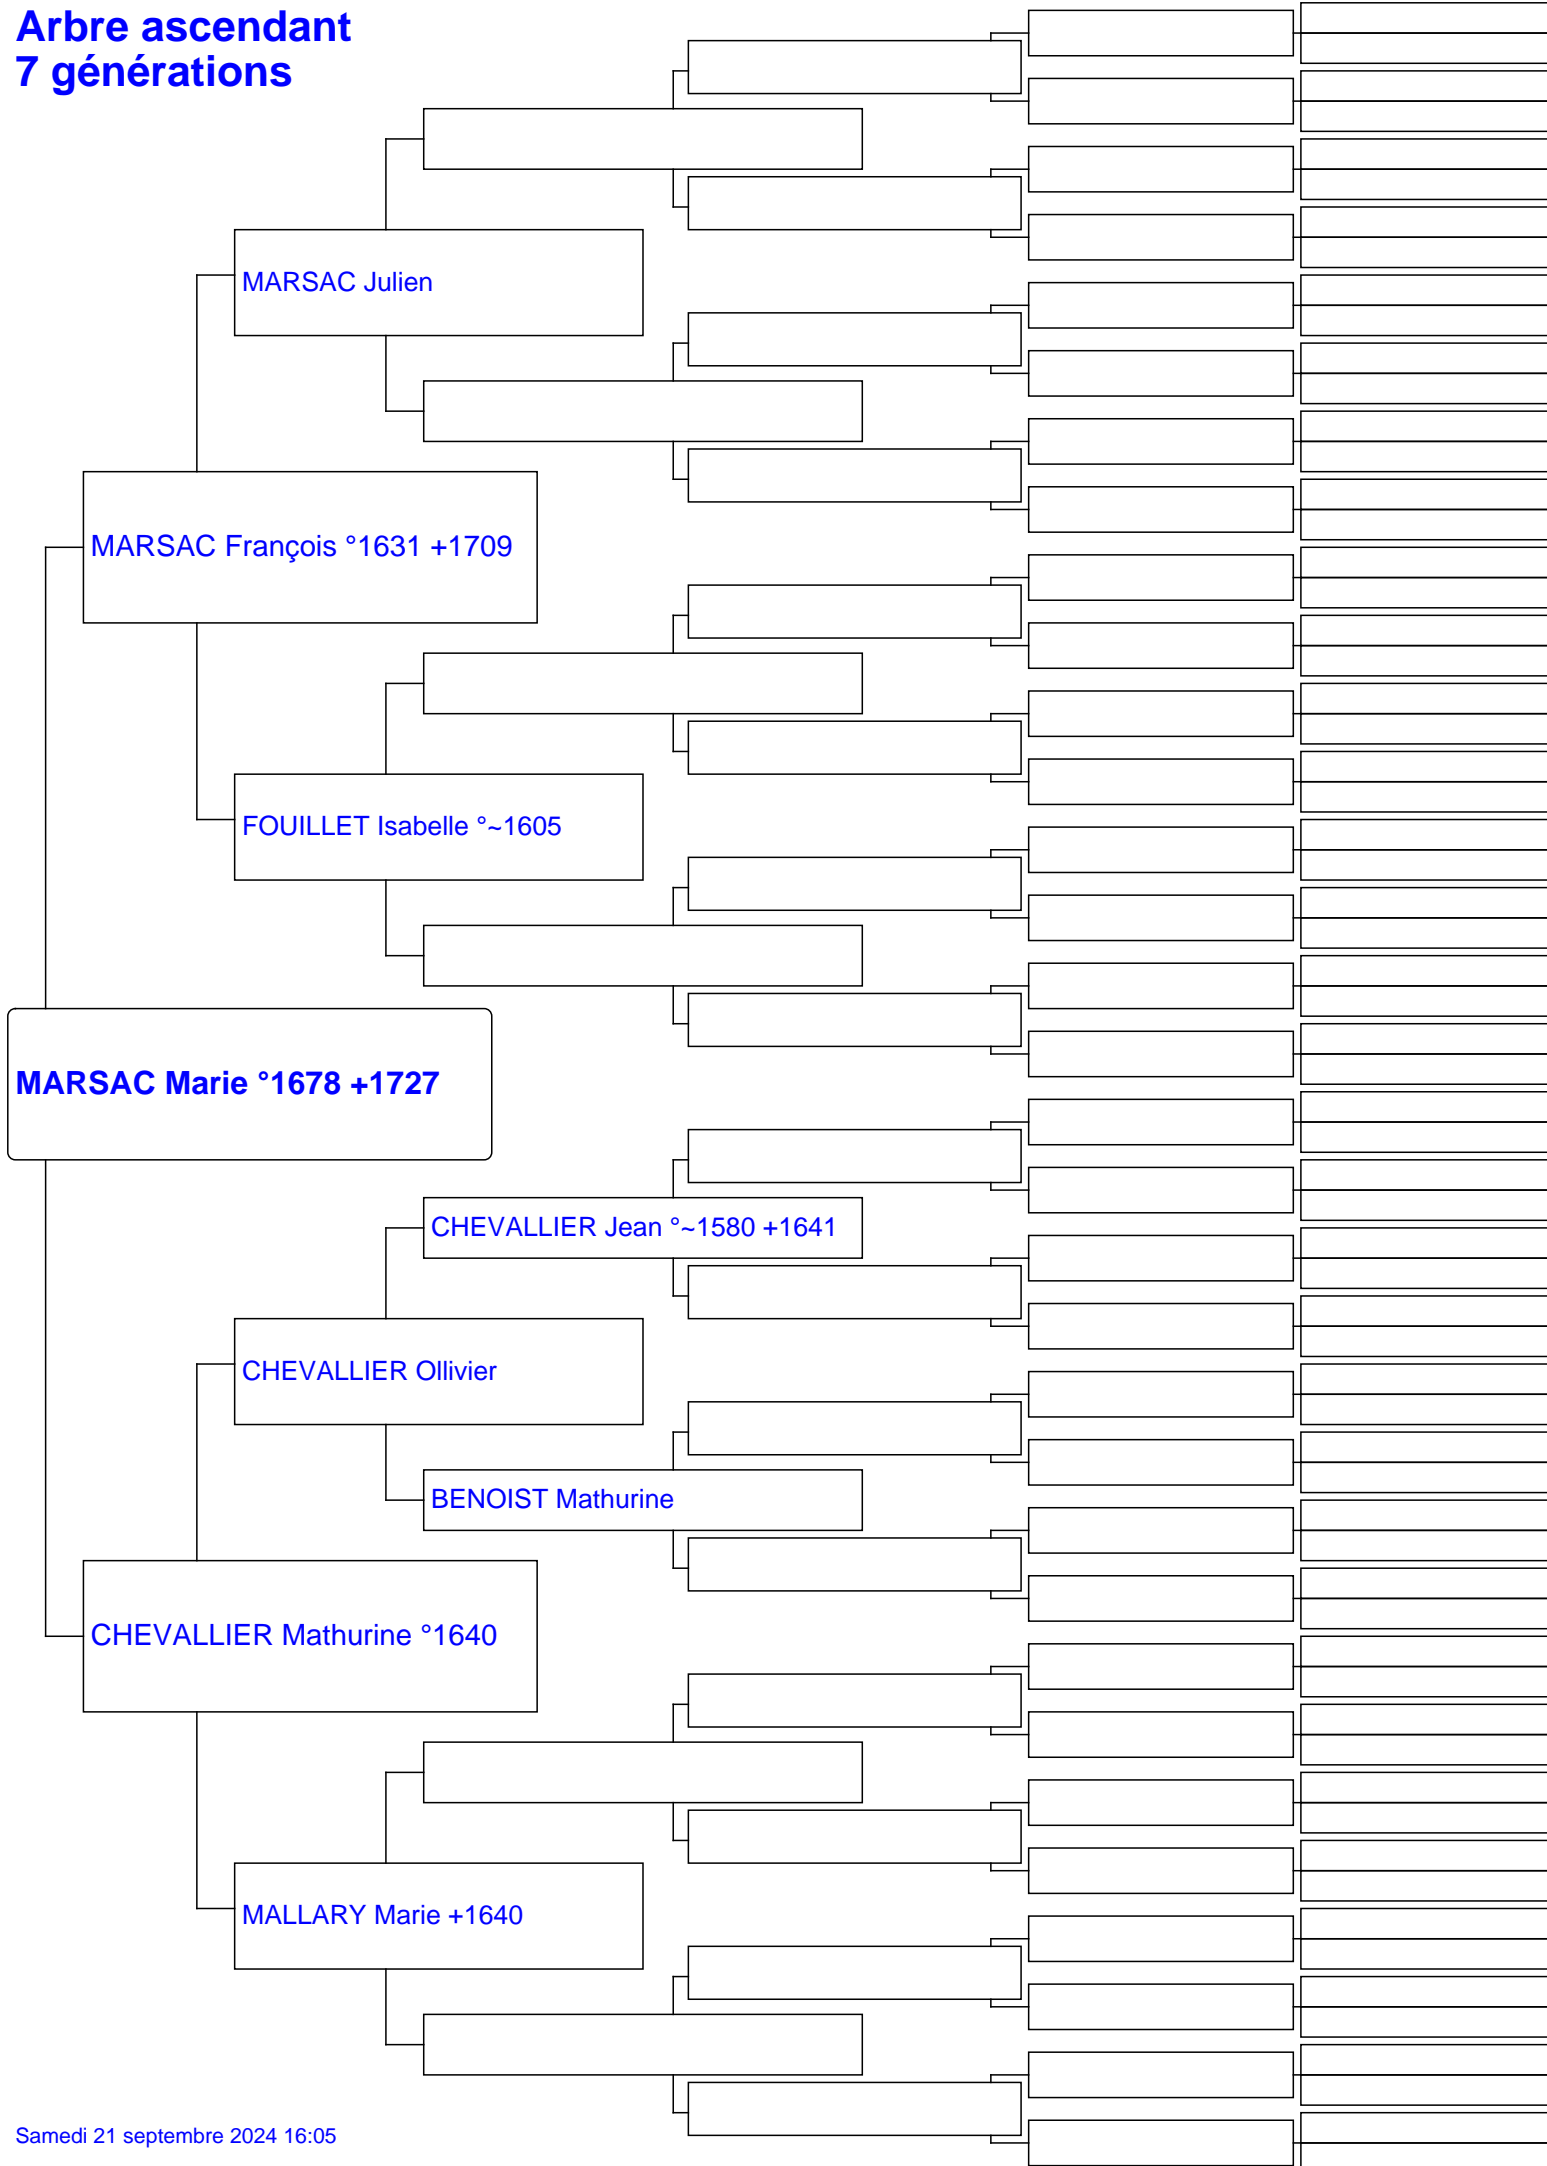 Arbre ascendant
7 générations
MARSAC Julien
MARSAC François °1631 +1709
FOUILLET Isabelle °~1605
MARSAC Marie °1678 +1727
CHEVALLIER Jean °~1580 +1641
CHEVALLIER Ollivier
BENOIST Mathurine
CHEVALLIER Mathurine °1640
MALLARY Marie +1640
Samedi 21 septembre 2024 16:05